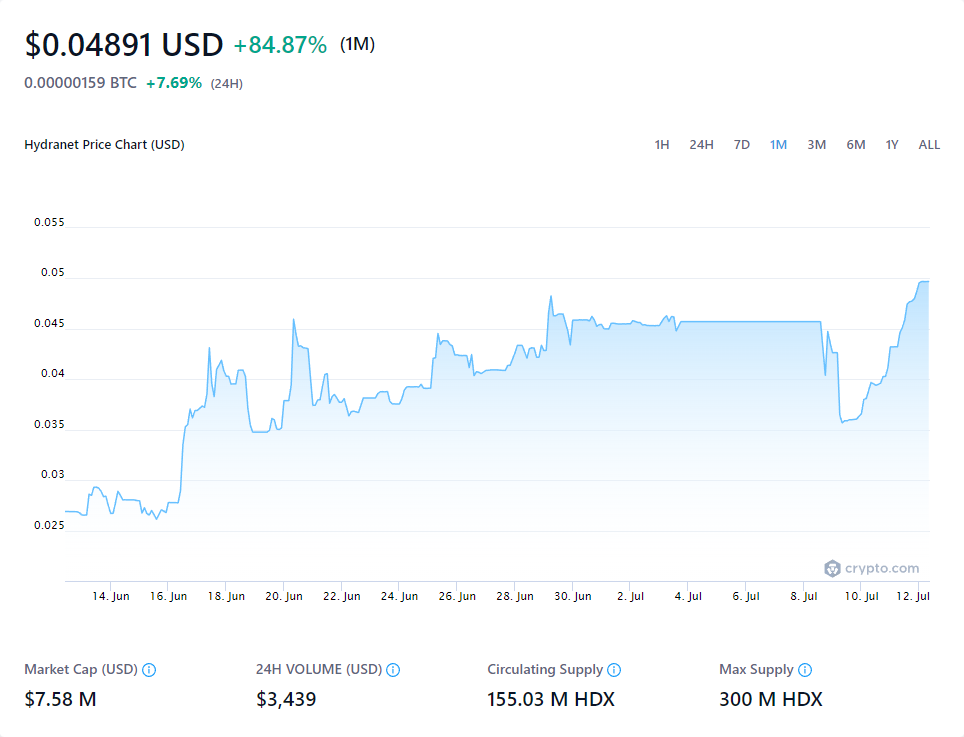 $0.04891 USD +84.87% (1M)
0.00000159 BTC +7.69% (24H)
Hydranet Price Chart (USD) 1H 24H 7D 1M 3M 6M 1Y ALL
0.055
0.05
0.045
0.04
0.035
0.03
0.025
crypto.com
14. Jun 16. Jun 18. Jun 20. Jun 22. Jun 24. Jun 26. Jun 28. Jun 30. Jun 2. Jul 4. Jul 6. Jul 8. Jul 10. Jul 12. Jul
Market Cap (USD) 24H VOLUME (USD) Circulating Supply Max Supply
$7.58 M $3,439 155.03 M HDX 300 M HDX